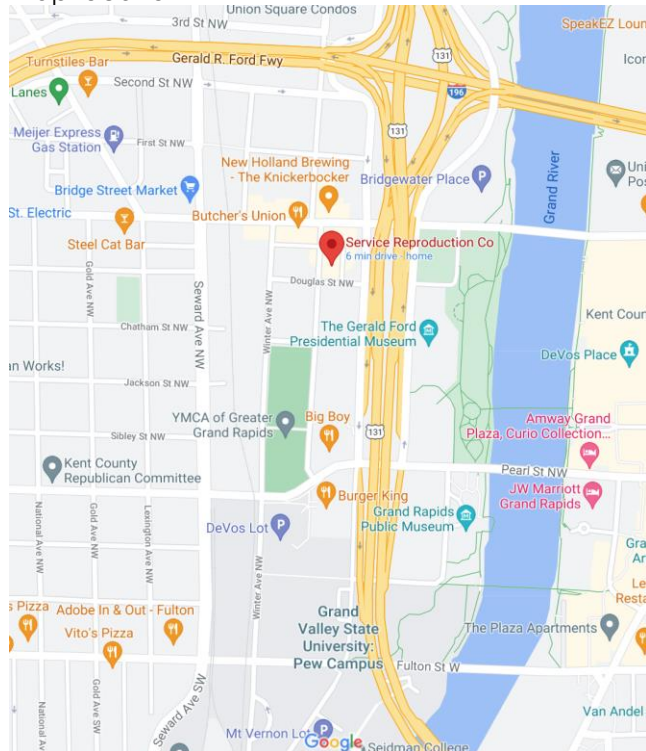 Union Square Condos
3rd St NW
SpeakEZ Loun
Gerald R. Ford Fwy
131
Icon
Turnstiles Bar
Second St NW
Lanes
196
131
Meijer Express
Gas Station
First St NW
New Holland Brewing
- The Knickerbocker
Bridgewater Place
Uni
Pos
Grand River
Bridge Street Market
St. Electric
Butcher's Union
Steel Cat Bar
Service Reproduction Co
6 min drive - home
Gold Ave NW
Seward Ave NW
Winter Ave NW
Douglas St NW
Kent Coun
Chatham St NW
The Gerald Ford
Presidential Museum
DeVos Place
an Works!
Jackson St NW
YMCA of Greater
Grand Rapids
Big Boy
131
Amway Grand
Plaza, Curio Collection...
Sibley St NW
Kent County
Republican Committee
Pearl St NW
Burger King
JW Marriott
Grand Rapids
National Ave NW
Gold Ave NW
Lexington Ave NW
DeVos Lot
Grand Rapids
Public Museum
Winter Ave NW
Gra
Ar
Le
Resta
s Pizza
Adobe In & Out - Fulton
Vito's Pizza
Grand
Valley State
University:
Pew Campus
The Plaza Apartments
Fulton St W
National Av
Gold Ave SW
Seward Ave SW
Van Andel
Mt Vernon Lot
Google
Seidman College